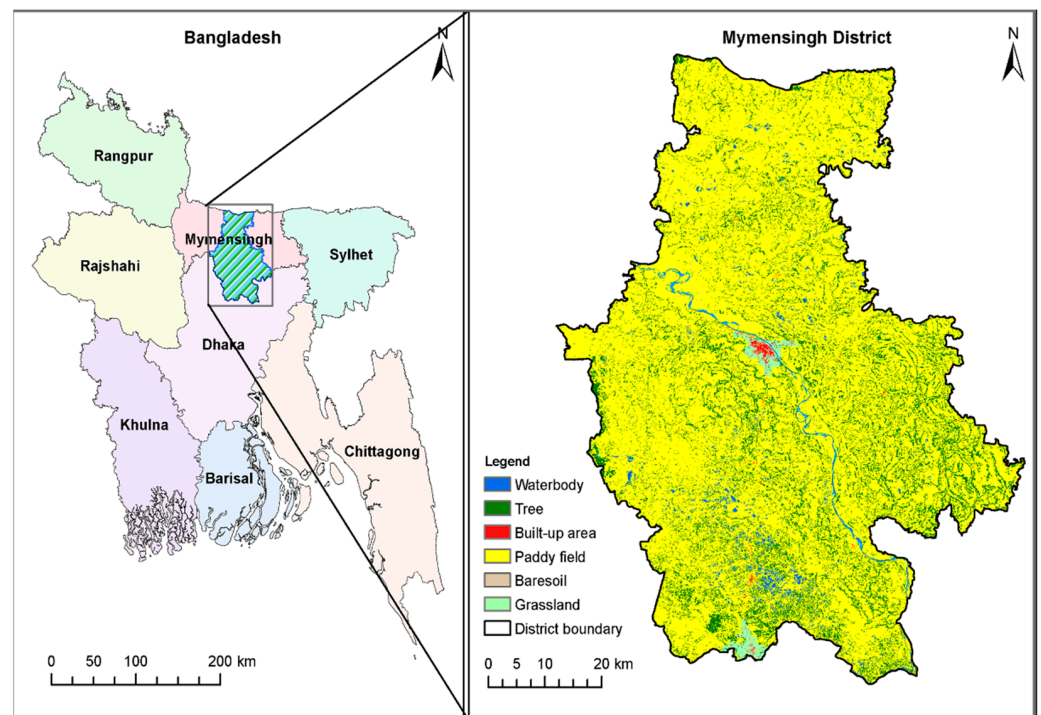 Bangladesh
N
Rangpur
Mymensingh
Rajshahi
Sylhet
Dhaka
Khulna
Chittagong
Barisal
0 50 100 200 km
Mymensingh District
N
Legend
Waterbody
Tree
Built-up area
Paddy field
Baresoil
Grassland
District boundary
0 5 10 20 km